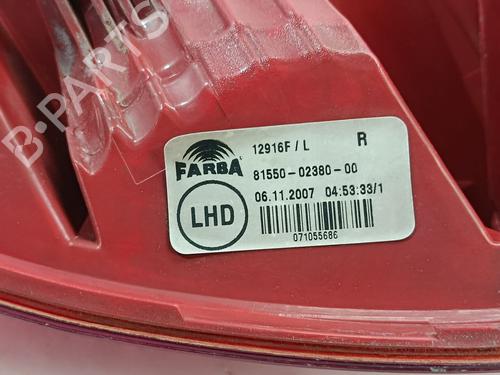 B-PARTS
12916F / L R
FARBA
81550-02380-00
LHD
06.11.2007 04:53:33/1
071055686